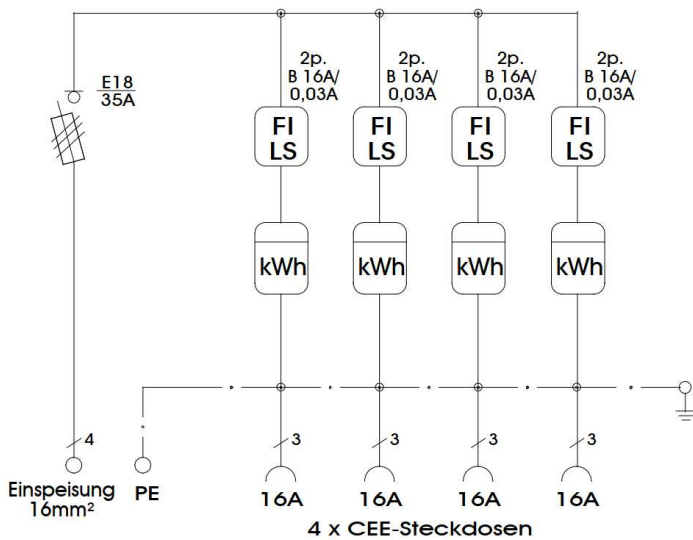 E18
35A
2p.
B 16A/
0,03A
2p.
B 16A/
0,03A
2p.
B 16A/
0,03A
2p.
B 16A/
0,03A
FI
LS
FI
LS
FI
LS
FI
LS
kWh
kWh
kWh
kWh
4
3
3
3
3
Einspeisung
16mm²
PE
16A
16A
16A
16A
4 x CEE-Steckdosen